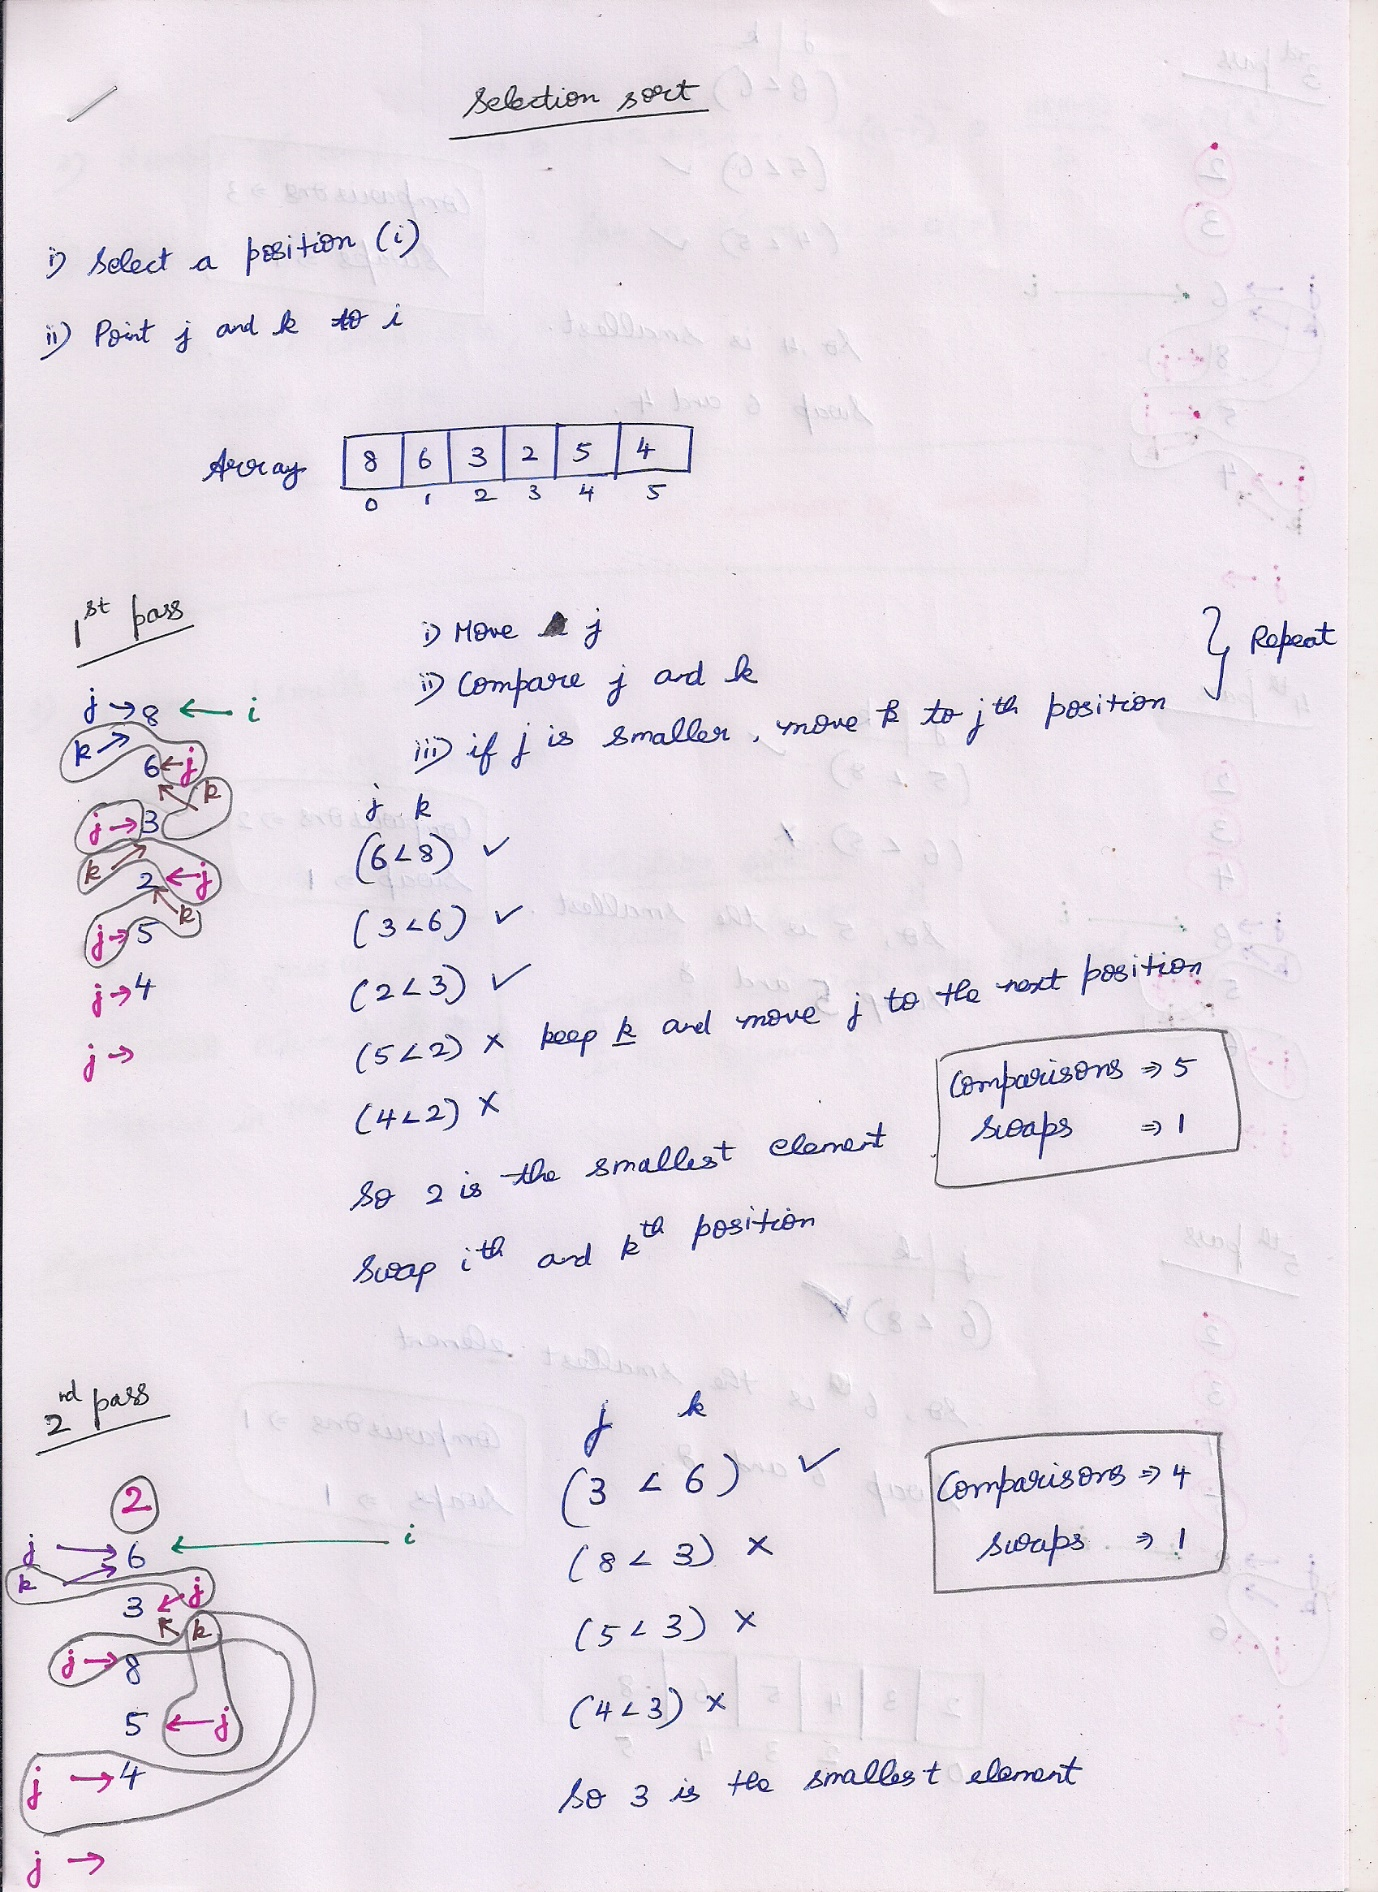 Selection sort
i) Select a position (i)
ii) Point j and k to i
Array 8 6 3 2 5 4
0 1 2 3 4 5
1st pass
i) Move j
ii) Compare j and k
iii) if j is smaller, move k to jth position
} Repeat
j → 8 ← i
k →
6 ← j
k
j → 3
k
2 ← j
k
j → 5
j → 4
j →
j k
(6 < 8) ✓
(3 < 6) ✓
(2 < 3) ✓
(5 < 2) × keep k and move j to the next position
(4 < 2) ×
Comparisons ⇒ 5
Swaps ⇒ 1
So 2 is the smallest element
Swap ith and kth position
2rd pass
2
j → 6 ← i
k
3 ← j
k
j → 8
5 ← j
j → 4
j →
j k
(3 < 6) ✓
(8 < 3) ×
(5 < 3) ×
(4 < 3) ×
Comparisons ⇒ 4
Swaps ⇒ 1
So 3 is the smallest element